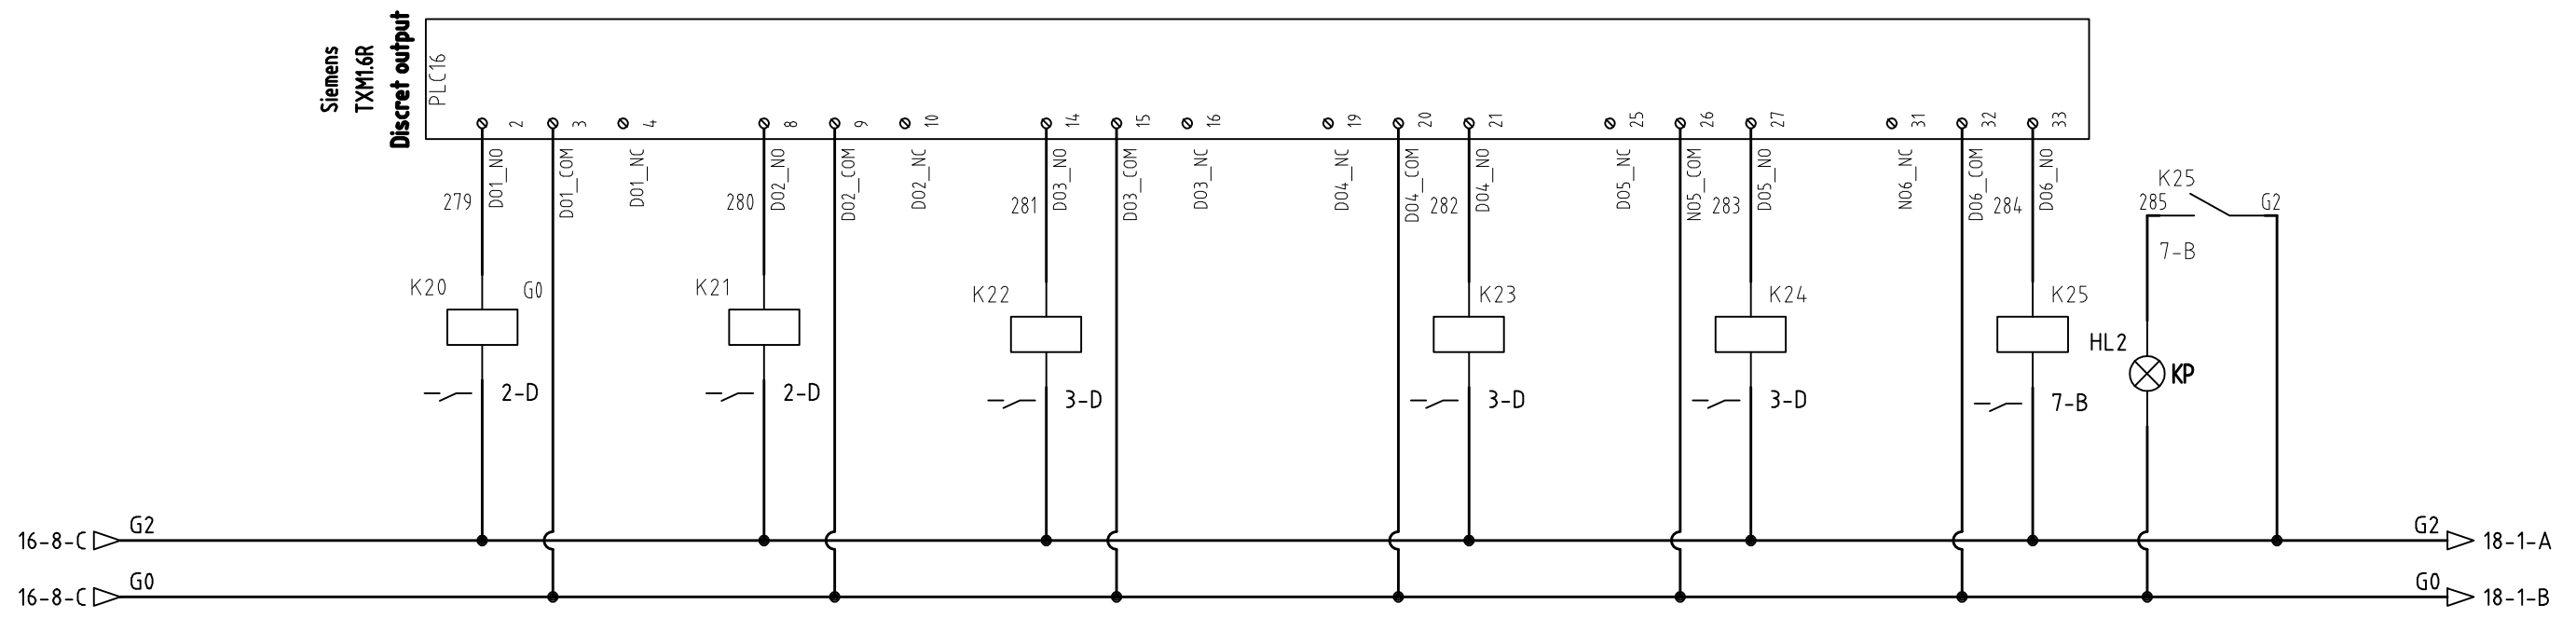 Siemens
TXM1.6R
Discret output
PLC16
2
3
4
8
9
10
14
15
16
19
20
21
25
26
27
31
32
33
DO1_NO
DO1_COM
DO1_NC
DO2_NO
DO2_COM
DO2_NC
DO3_NO
DO3_COM
DO3_NC
DO4_NC
DO4_COM
DO4_NO
DO5_NC
NO5_COM
DO5_NO
NO6_NC
DO6_COM
DO6_NO
279
280
281
282
283
284
K25
285
G2
7-B
K20
G0
K21
K22
K23
K24
K25
HL2
KP
2-D
2-D
3-D
3-D
3-D
7-B
16-8-C
G2
G2
18-1-A
16-8-C
G0
G0
18-1-B